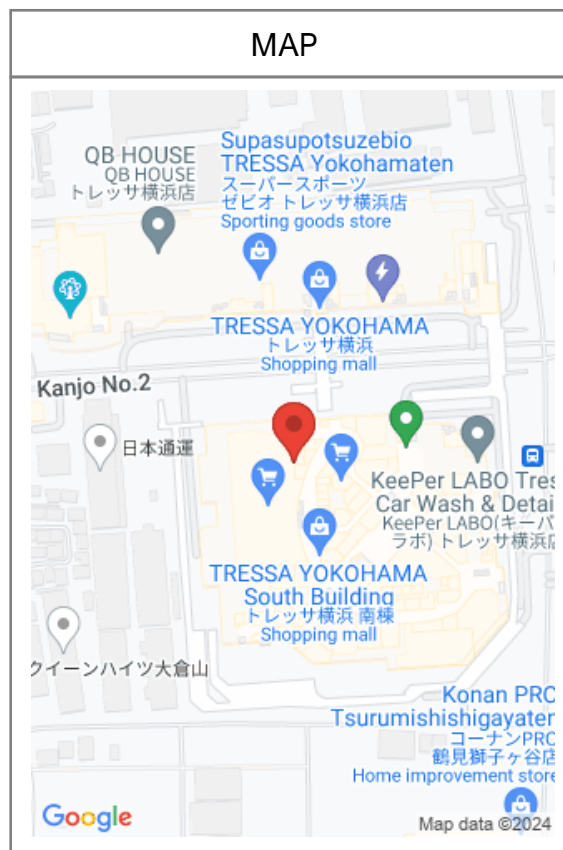 MAP
QB HOUSE
QB HOUSE
トレッサ横浜店
Supasupotsuzebio
TRESSA Yokohamaten
スーパースポーツ
ゼビオ トレッサ横浜店
Sporting goods store
TRESSA YOKOHAMA
トレッサ横浜
Shopping mall
Kanjo No.2
日本通運
KeePer LABO Tres
Car Wash & Detai
KeePer LABO(キーパ
ラボ) トレッサ横浜店
TRESSA YOKOHAMA
South Building
トレッサ横浜 南棟
Shopping mall
クイーンハイツ大倉山
Konan PRO
Tsurumishishigayaten
コーナンPRO
鶴見獅子ヶ谷店
Home improvement store
Google
Map data ©2024